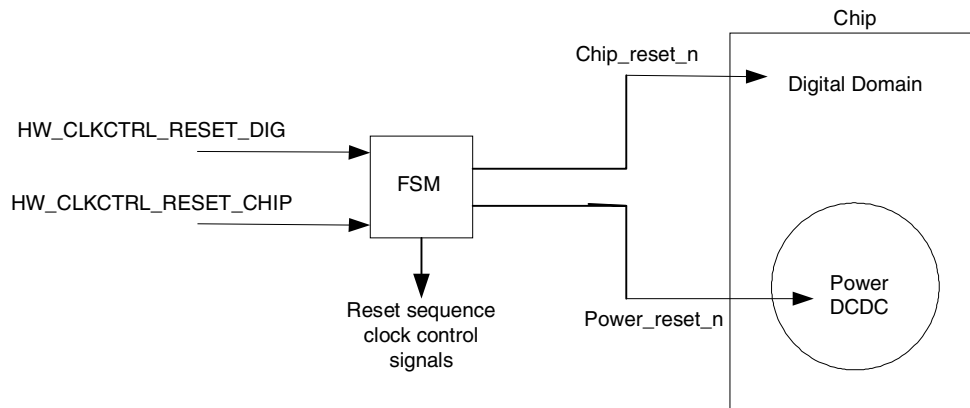 Chip
Chip_reset_n
Digital Domain
HW_CLKCTRL_RESET_DIG
FSM
HW_CLKCTRL_RESET_CHIP
Power
DCDC
Reset sequence
clock control
signals
Power_reset_n